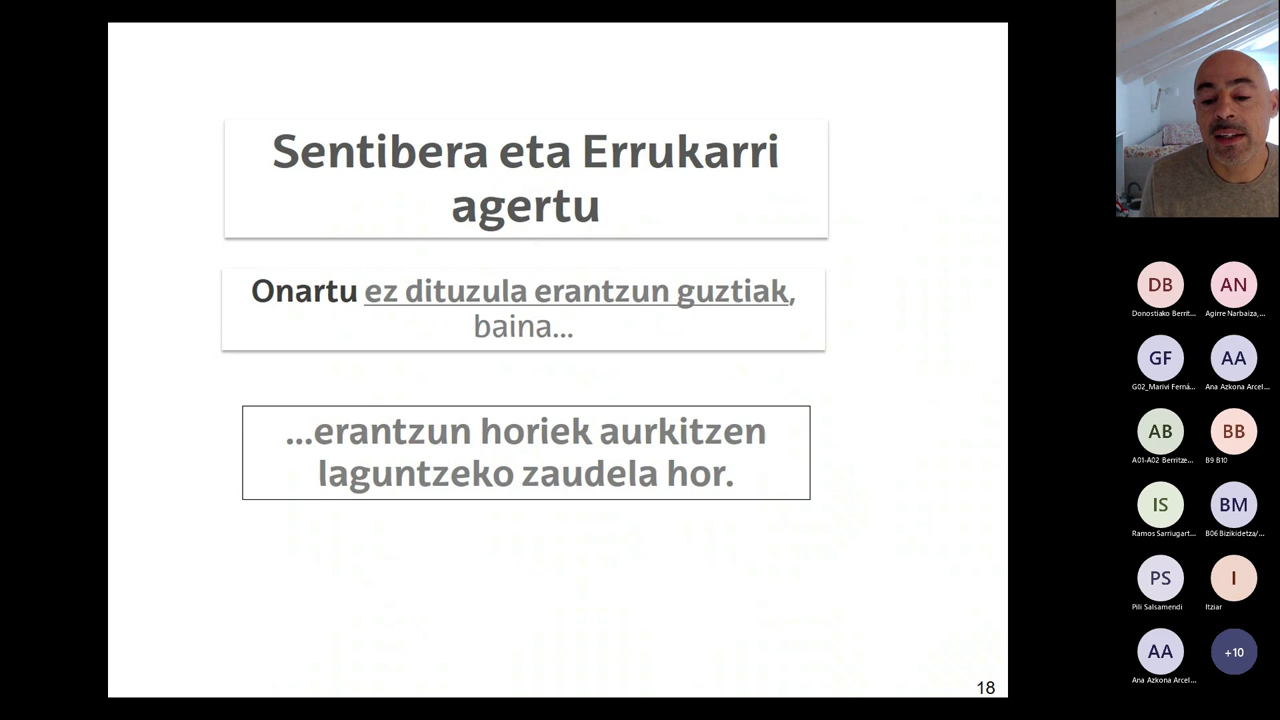 Sentibera eta Errukarri
agertu
Onartu ez dituzula erantzun guztiak,
baina...
...erantzun horiek aurkitzen
laguntzeko zaudela hor.
18
DB
AN
Donostiako Berrit...
Agirre Narbaiza,...
GF
AA
G02_Marivi Ferná...
Ana Azkona Arcel...
AB
BB
A01-A02 Berritze...
B9 B10
IS
BM
Ramos Sarriugart...
B06 Bizikidetza/...
PS
I
Pili Salsamendi
Itziar
AA
+10
Ana Azkona Arcel...